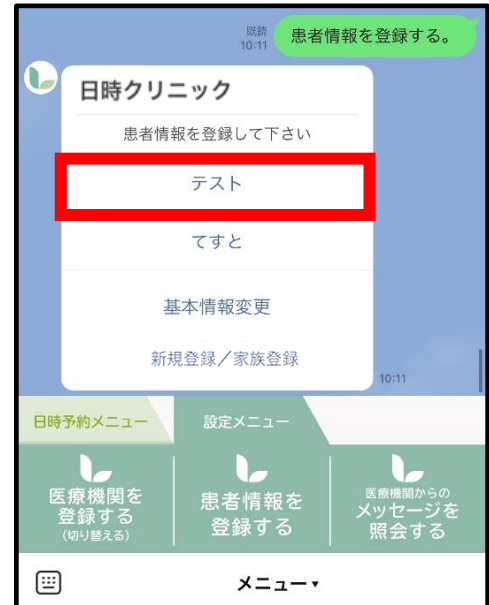 既読
10:11
患者情報を登録する。
日時クリニック
患者情報を登録して下さい
テスト
てすと
基本情報変更
新規登録／家族登録
10:11
日時予約メニュー
設定メニュー
医療機関を
登録する
(切り替える)
患者情報を
登録する
医療機関からの
メッセージを
照会する
メニュー▾